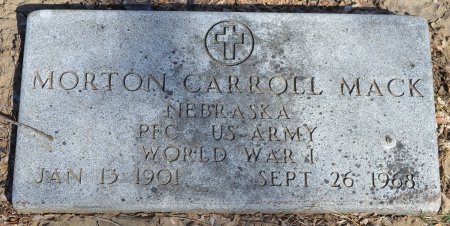 MORTON CARROLL MACK
NEBRASKA
PFC US ARMY
WORLD WAR I
JAN 13 1901 SEPT 26 1968